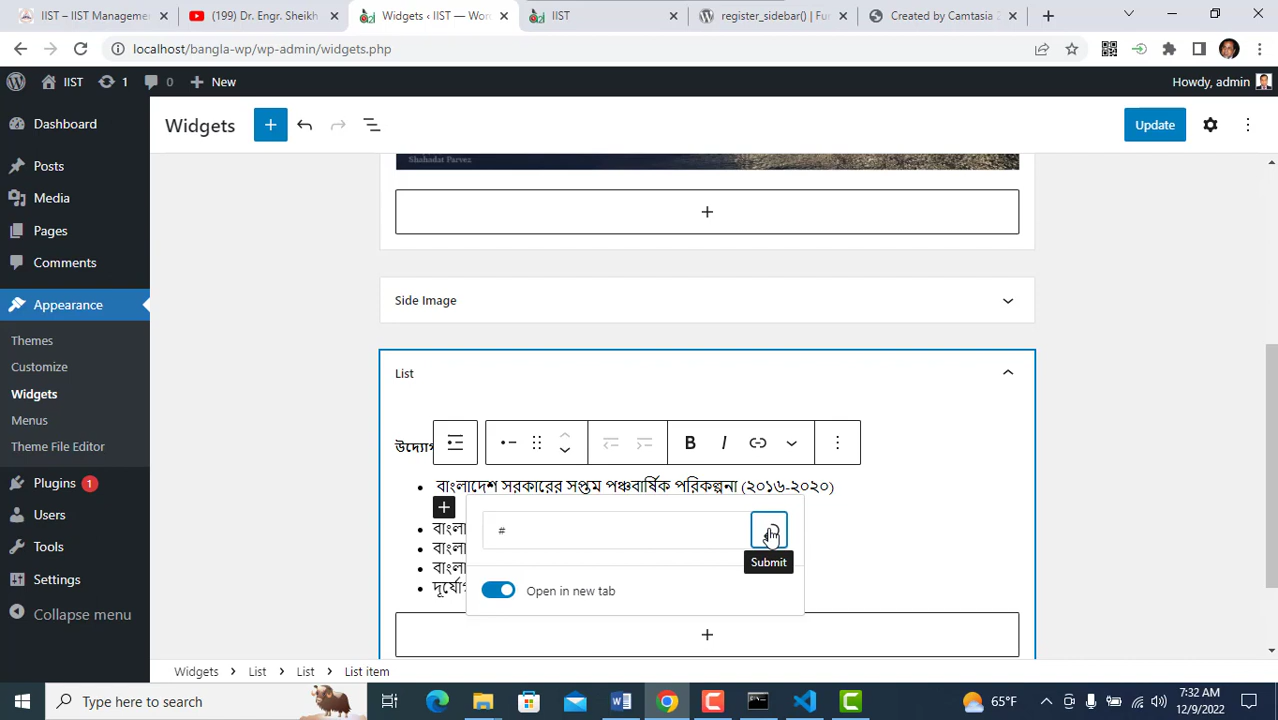 IIST — IIST Managemen
(199) Dr. Engr. Sheikh
Widgets ‹ IIST — Wor
IIST
register_sidebar() | Fun
Created by Camtasia 2
localhost/bangla-wp/wp-admin/widgets.php
IIST
1
0
New
Howdy, admin
Dashboard
Posts
Media
Pages
Comments
Appearance
Themes
Customize
Widgets
Menus
Theme File Editor
Plugins 1
Users
Tools
Settings
Collapse menu
Widgets
Update
Shahadat Parvez
Side Image
List
B I
বাংলাদেশ সরকারের সপ্তম পঞ্চবার্ষিক পরিকল্পনা (২০১৬-২০২০)
#
Submit
Open in new tab
Widgets > List > List > List item
Type here to search
65°F
7:32 AM
12/9/2022